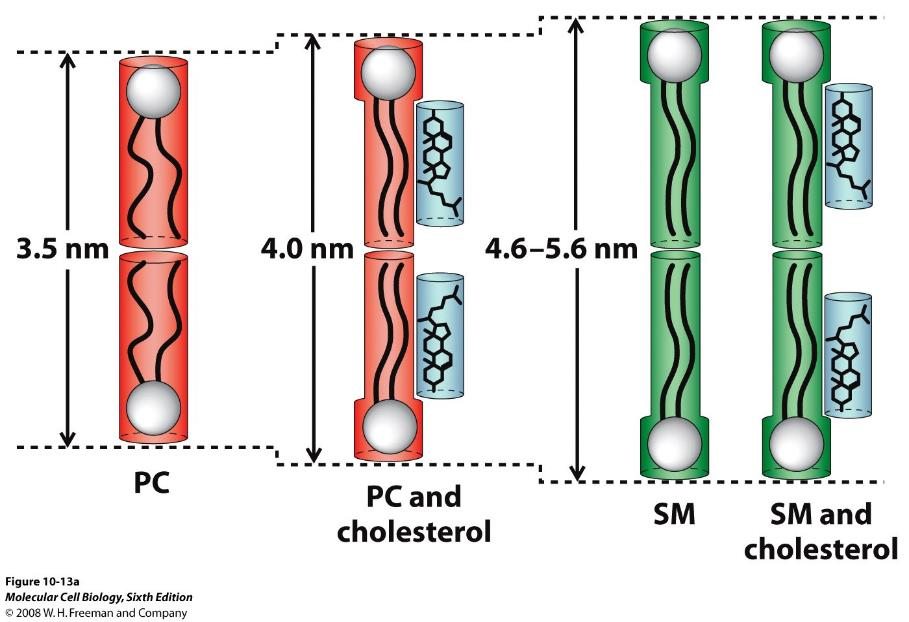 3.5 nm
4.0 nm
4.6–5.6 nm
PC
PC and
cholesterol
SM
SM and
cholesterol
Figure 10-13a
Molecular Cell Biology, Sixth Edition
© 2008 W. H. Freeman and Company